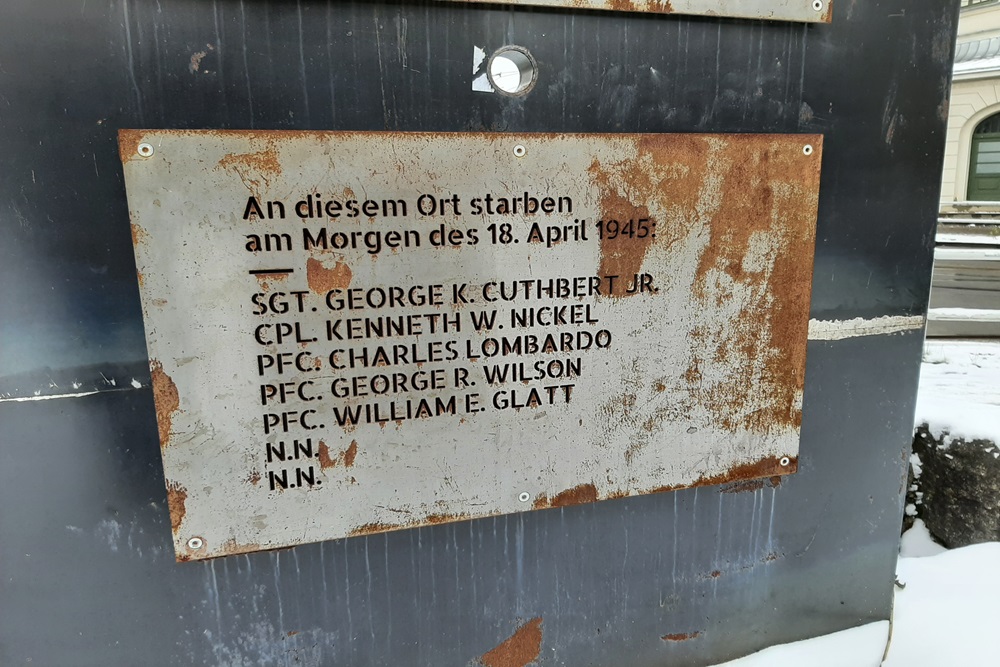 An diesem Ort starben
am Morgen des 18. April 1945:
SGT. GEORGE K. CUTHBERT JR.
CPL. KENNETH W. NICKEL
PFC. CHARLES LOMBARDO
PFC. GEORGE R. WILSON
PFC. WILLIAM E. GLATT
N.N.
N.N.